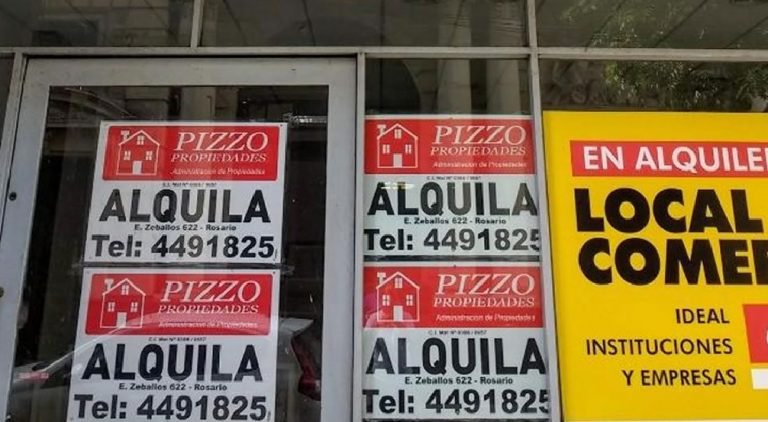 PIZZO
PROPIEDADES
Administración de Propiedades
ALQUILA
E. Zeballos 622 - Rosario
Tel: 4491825
PIZZO
PROPIEDADES
Administración de Propiedades
ALQUILA
E. Zeballos 622 - Rosario
Tel: 4491825
PIZZO
PROPIEDADES
Administración de Propiedades
ALQUILA
E. Zeballos 622 - Rosario
Tel: 4491825
PIZZO
PROPIEDADES
Administración de Propiedades
ALQUILA
E. Zeballos 622 - Rosario
Tel: 4491825
EN ALQUILE
LOCAL
COME
IDEAL
INSTITUCIONES
Y EMPRESAS